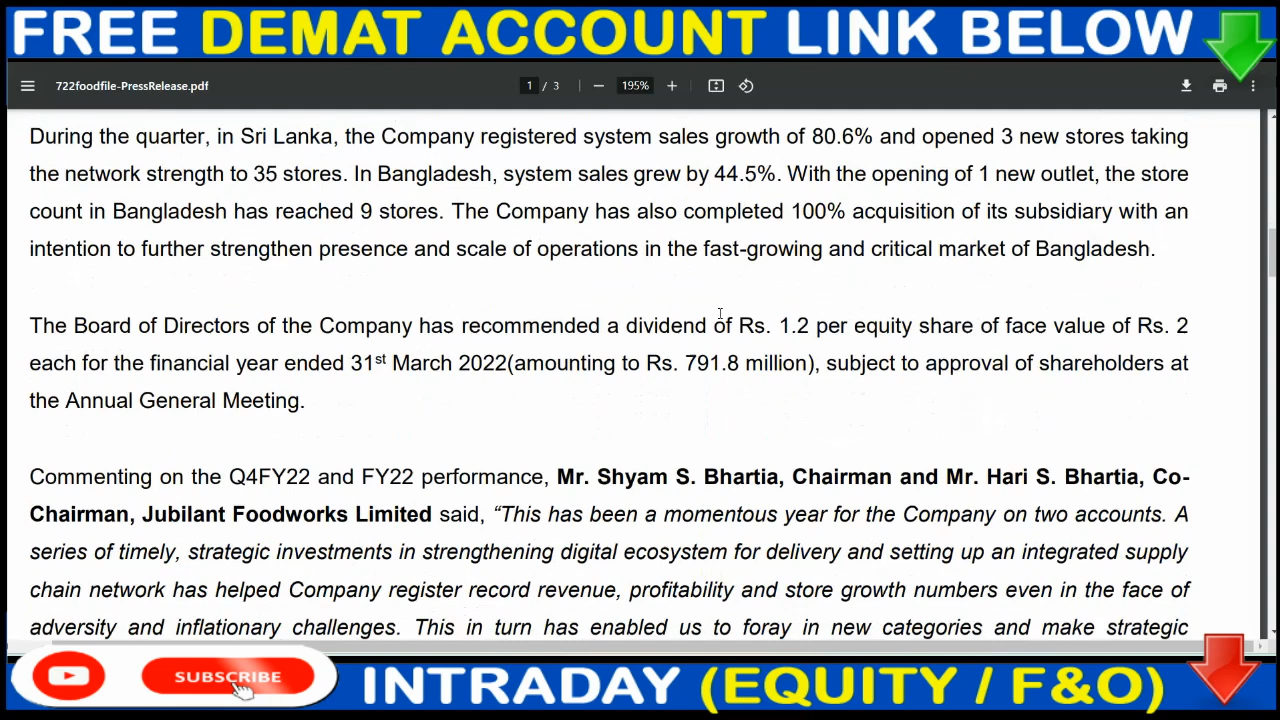 FREE DEMAT ACCOUNT LINK BELOW
722foodfile-PressRelease.pdf 1 / 3 195%
During the quarter, in Sri Lanka, the Company registered system sales growth of 80.6% and opened 3 new stores taking
the network strength to 35 stores. In Bangladesh, system sales grew by 44.5%. With the opening of 1 new outlet, the store
count in Bangladesh has reached 9 stores. The Company has also completed 100% acquisition of its subsidiary with an
intention to further strengthen presence and scale of operations in the fast-growing and critical market of Bangladesh.
The Board of Directors of the Company has recommended a dividend of Rs. 1.2 per equity share of face value of Rs. 2
each for the financial year ended 31st March 2022(amounting to Rs. 791.8 million), subject to approval of shareholders at
the Annual General Meeting.
Commenting on the Q4FY22 and FY22 performance, Mr. Shyam S. Bhartia, Chairman and Mr. Hari S. Bhartia, Co-
Chairman, Jubilant Foodworks Limited said, “This has been a momentous year for the Company on two accounts. A
series of timely, strategic investments in strengthening digital ecosystem for delivery and setting up an integrated supply
chain network has helped Company register record revenue, profitability and store growth numbers even in the face of
adversity and inflationary challenges. This in turn has enabled us to foray in new categories and make strategic
SUBSCRIBE
INTRADAY (EQUITY / F&O)